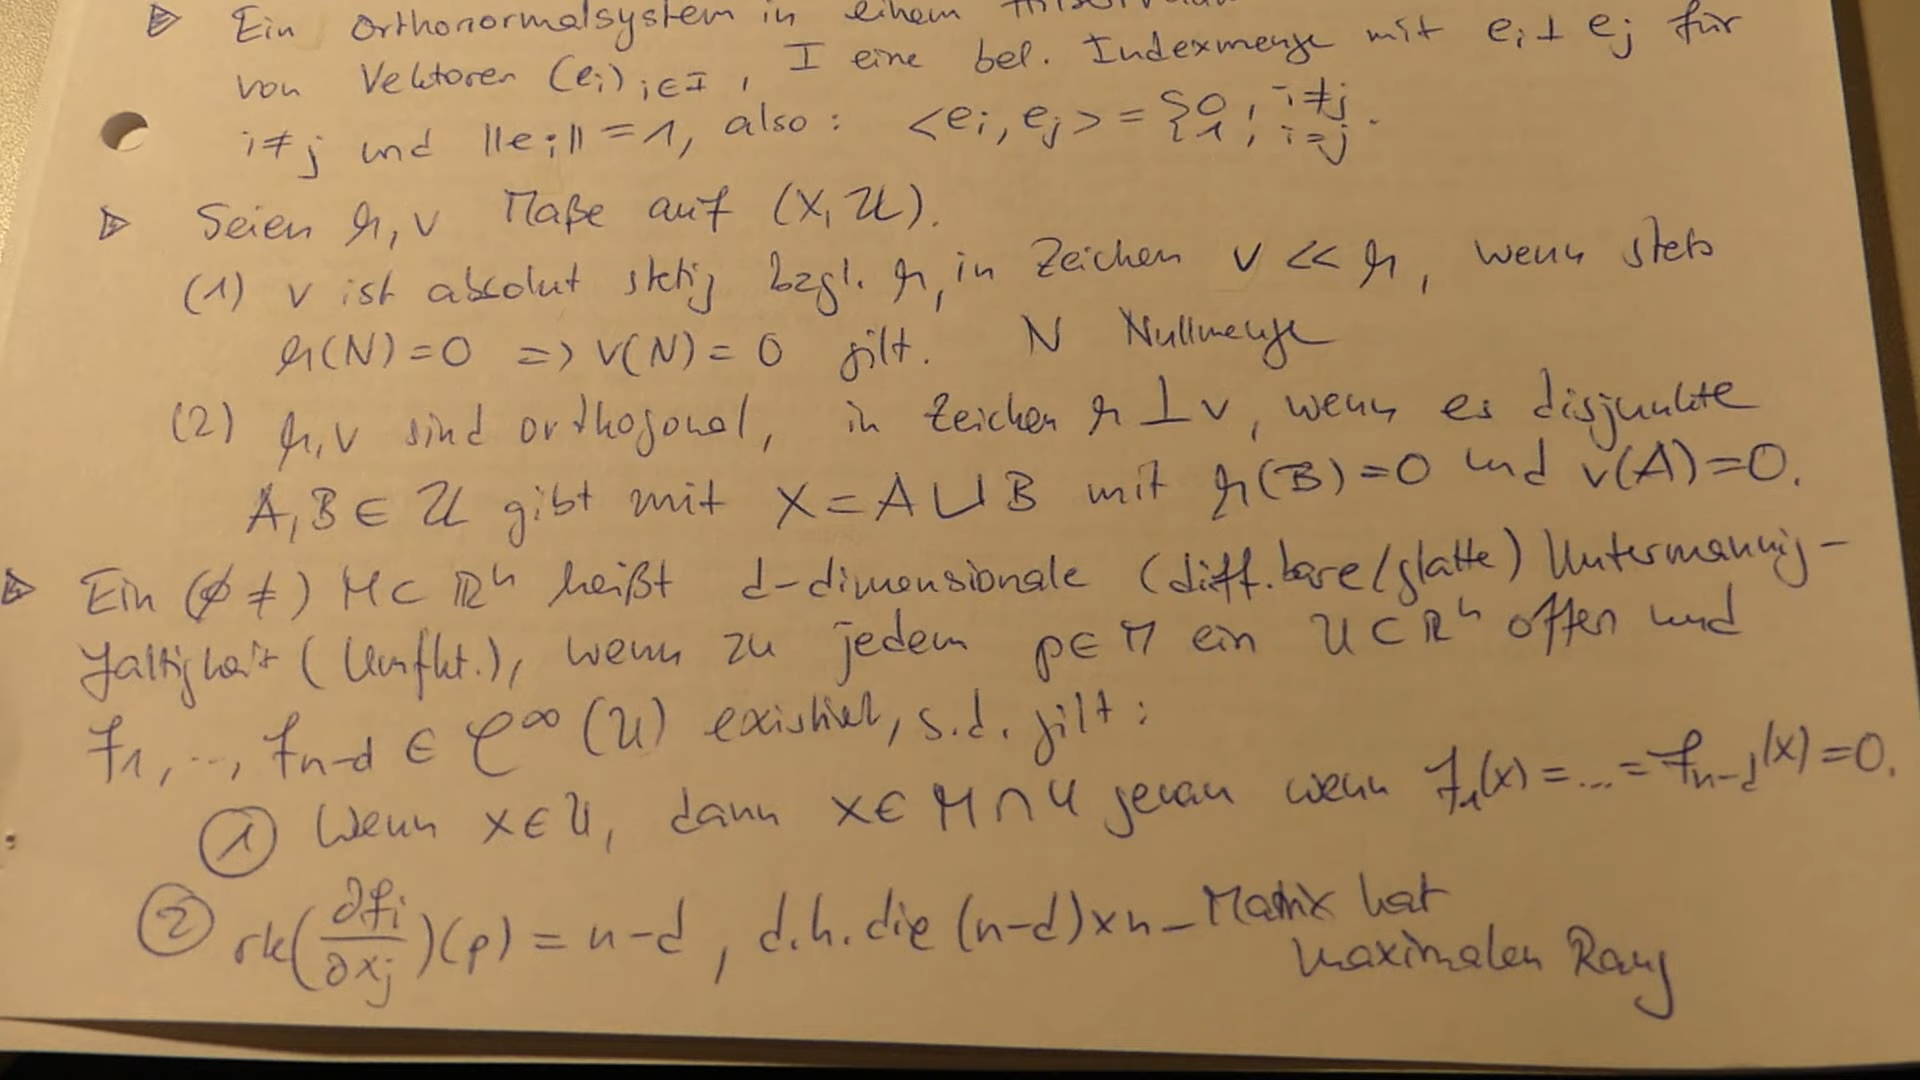 ▷ Ein Orthonormalsystem in einem
von Vektoren (e_i)_{i∈I}, I eine bel. Indexmenge mit e_i ⊥ e_j für
i≠j und ||e_i|| = 1, also: <e_i, e_j> = {0, i≠j; 1, i=j.
▷ Seien μ, ν Maße auf (X, 𝒰).
(1) ν ist absolut stetig bzgl. μ, in Zeichen ν << μ, wenn stets
μ(N)=0 => ν(N)=0 gilt. N Nullmenge
(2) μ, ν sind orthogonal, in Zeichen μ ⊥ ν, wenn es disjunkte
A, B ∈ 𝒰 gibt mit X = A ⊔ B mit μ(B)=0 und ν(A)=0.
▷ Ein (∅ ≠) M ⊂ ℝ^n heißt d-dimensionale (diff.bare/glatte) Untermannig-
faltigkeit (Umfkt.), wenn zu jedem p ∈ M ein U ⊂ ℝ^n offen und
f_1, ..., f_{n-d} ∈ 𝒞^∞(U) existiert, s.d. gilt:
① Wenn x ∈ U, dann x ∈ M ∩ U genau wenn f_1(x) = ... = f_{n-d}(x) = 0.
② rk(∂f_i/∂x_j)(p) = n-d, d.h. die (n-d)×n-Matrix hat
maximalen Rang